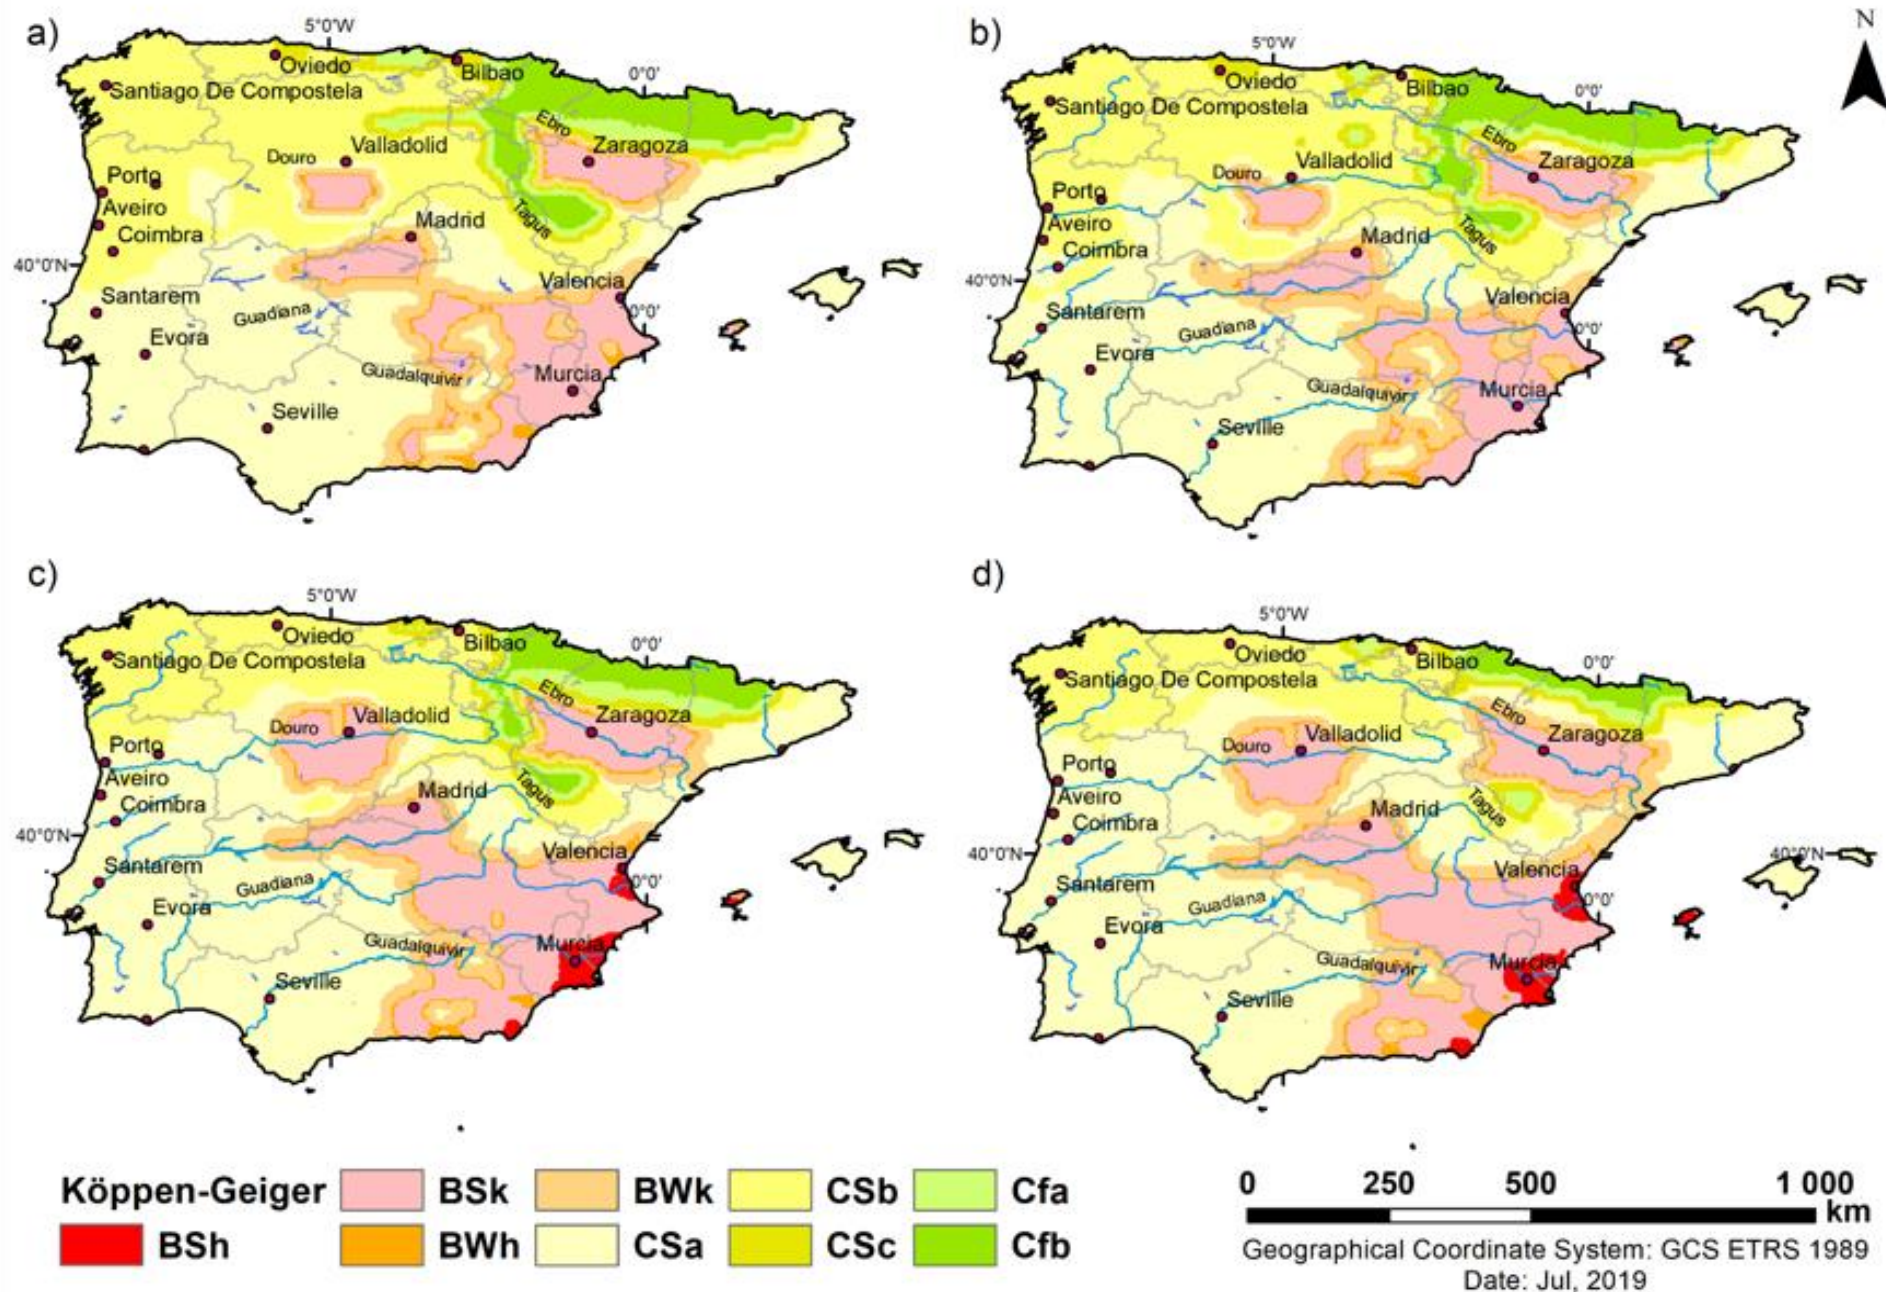 a)
5°0'W
Oviedo
Bilbao
0°0'
Santiago De Compostela
Ebro
Valladolid
Zaragoza
Douro
Porto
Aveiro
Tagus
Madrid
Coimbra
40°0'N
Valencia
Santarem
0°0'
Guadiana
Evora
Guadalquivir
Murcia
Seville
b)
N
5°0'W
Oviedo
Bilbao
0°0'
Santiago De Compostela
Ebro
Valladolid
Zaragoza
Douro
Porto
Aveiro
Tagus
Madrid
Coimbra
40°0'N
Valencia
Santarem
0°0'
Guadiana
Evora
Guadalquivir
Murcia
Seville
c)
5°0'W
Oviedo
Bilbao
0°0'
Santiago De Compostela
Ebro
Valladolid
Zaragoza
Douro
Porto
Aveiro
Tagus
Madrid
Coimbra
40°0'N
Valencia
Santarem
0°0'
Guadiana
Evora
Guadalquivir
Murcia
Seville
d)
5°0'W
Oviedo
Bilbao
0°0'
Santiago De Compostela
Ebro
Valladolid
Zaragoza
Douro
Porto
Aveiro
Tagus
Madrid
Coimbra
40°0'N
40°0'N
Valencia
Santarem
0°0'
Guadiana
Evora
Guadalquivir
Murcia
Seville
Köppen-Geiger
BSk
BWk
CSb
Cfa
BSh
BWh
CSa
CSc
Cfb
0 250 500 1 000
km
Geographical Coordinate System: GCS ETRS 1989
Date: Jul, 2019